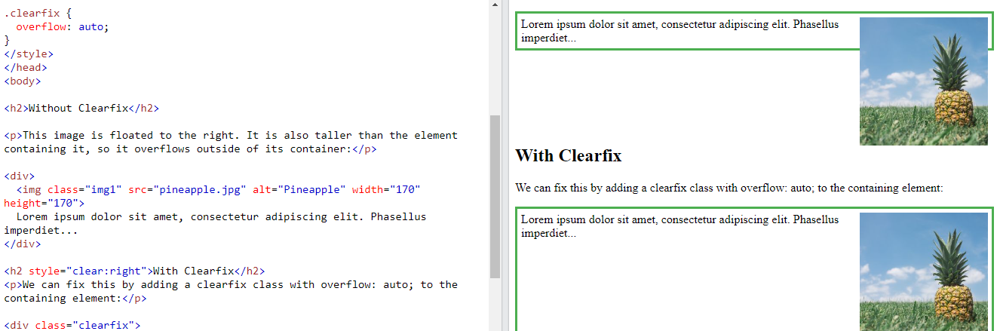 .clearfix {
  overflow: auto;
}
</style>
</head>
<body>
<h2>Without Clearfix</h2>
<p>This image is floated to the right. It is also taller than the element
containing it, so it overflows outside of its container:</p>
<div>
  <img class="img1" src="pineapple.jpg" alt="Pineapple" width="170"
height="170">
  Lorem ipsum dolor sit amet, consectetur adipiscing elit. Phasellus
imperdiet...
</div>
<h2 style="clear:right">With Clearfix</h2>
<p>We can fix this by adding a clearfix class with overflow: auto; to the
containing element:</p>
<div class="clearfix">
Lorem ipsum dolor sit amet, consectetur adipiscing elit. Phasellus
imperdiet...
With Clearfix
We can fix this by adding a clearfix class with overflow: auto; to the containing element:
Lorem ipsum dolor sit amet, consectetur adipiscing elit. Phasellus
imperdiet...